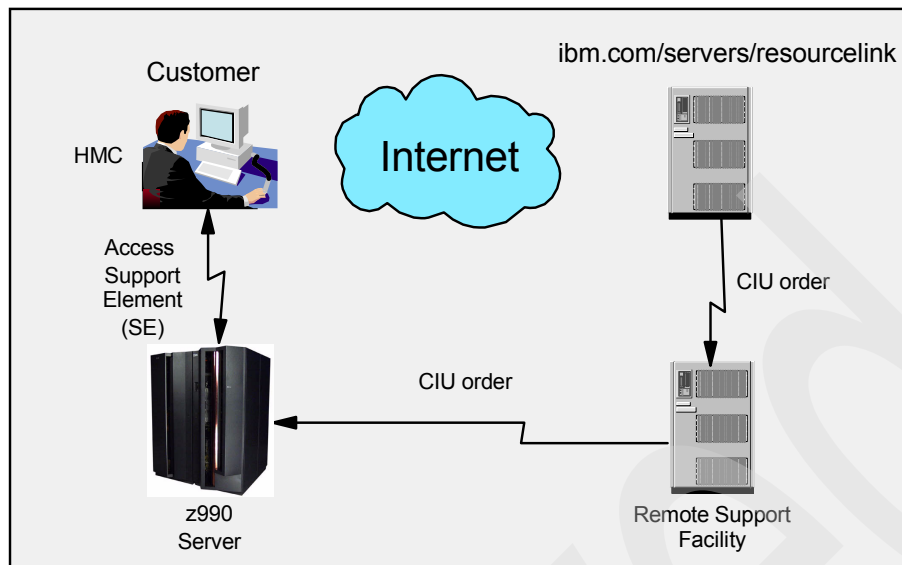 ibm.com/servers/resourcelink
Customer
HMC
Internet
Access
Support
Element
(SE)
CIU order
CIU order
z990
Server
Remote Support
Facility